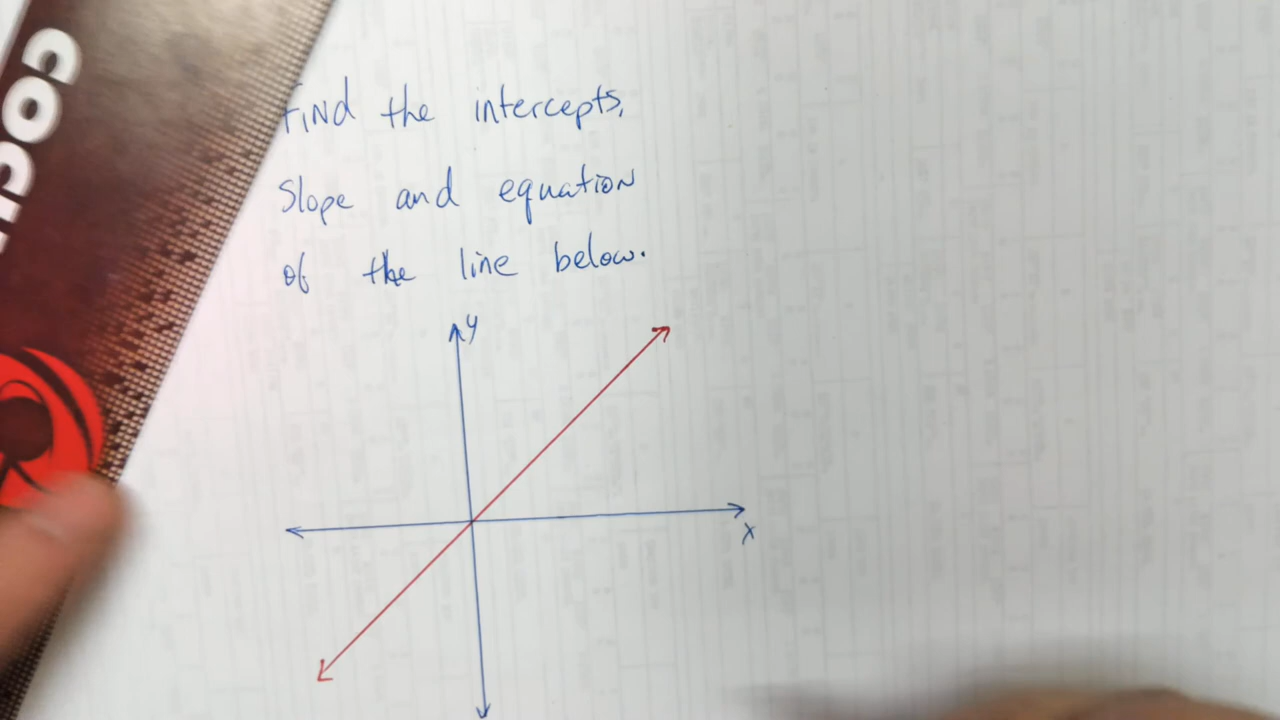 Find the intercepts,
Slope and equation
of the line below.
y
x